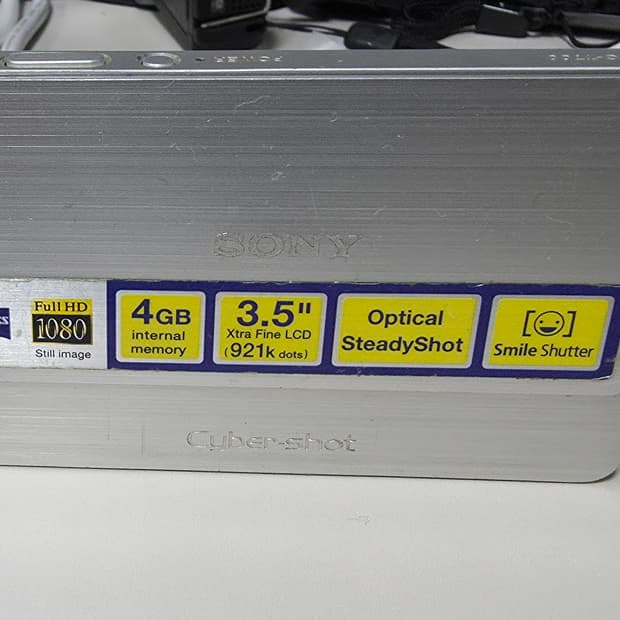 POWER
SONY
Full HD
1080
Still image
4GB
internal
memory
3.5"
Xtra Fine LCD
(921k dots)
Optical
SteadyShot
Smile Shutter
Cyber-shot